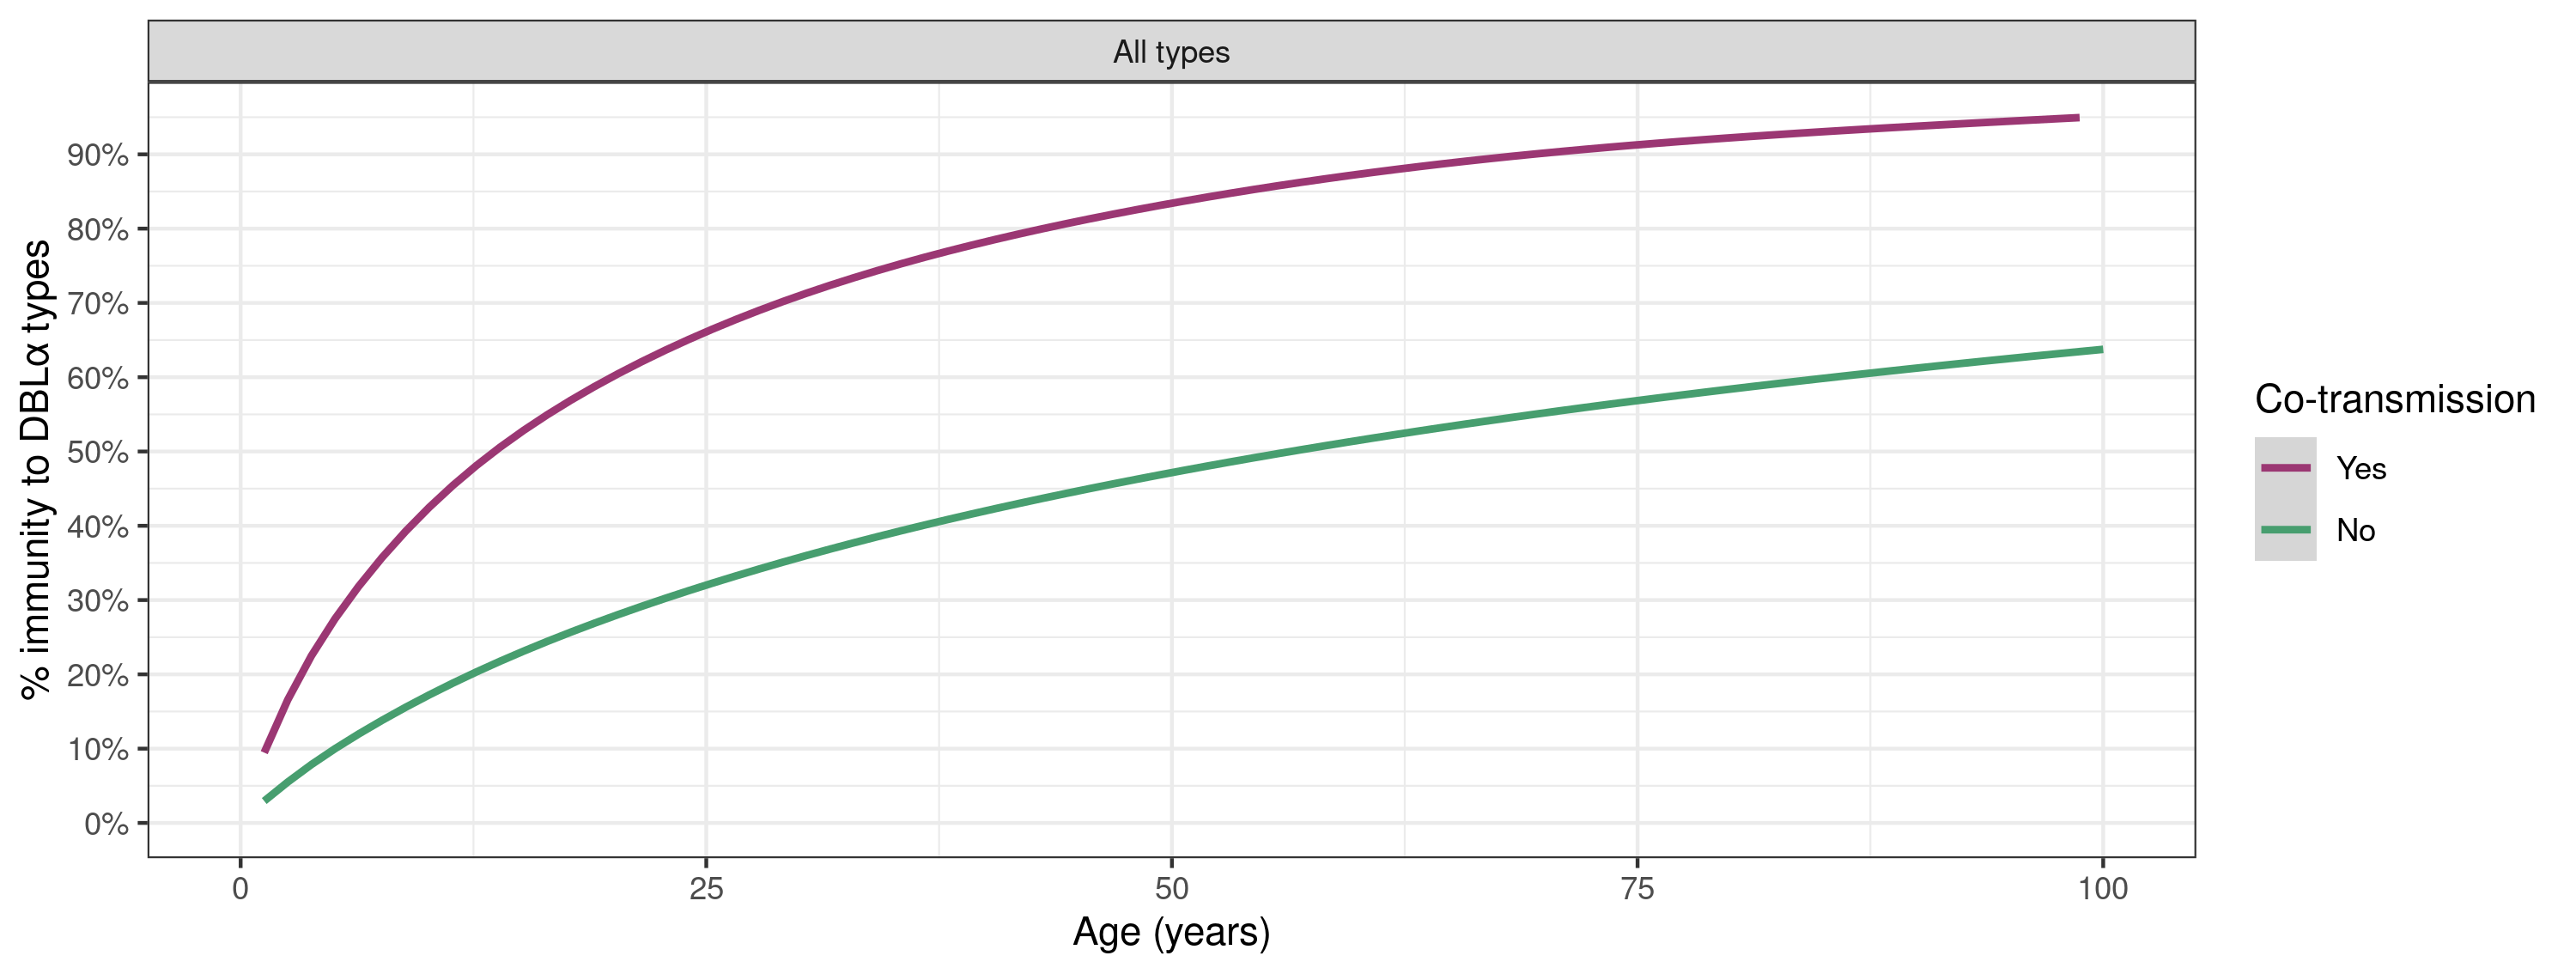 All types
% immunity to DBLα types
90%
80%
70%
60%
50%
40%
30%
20%
10%
0%
0 25 50 75 100
Age (years)
Co-transmission
Yes
No